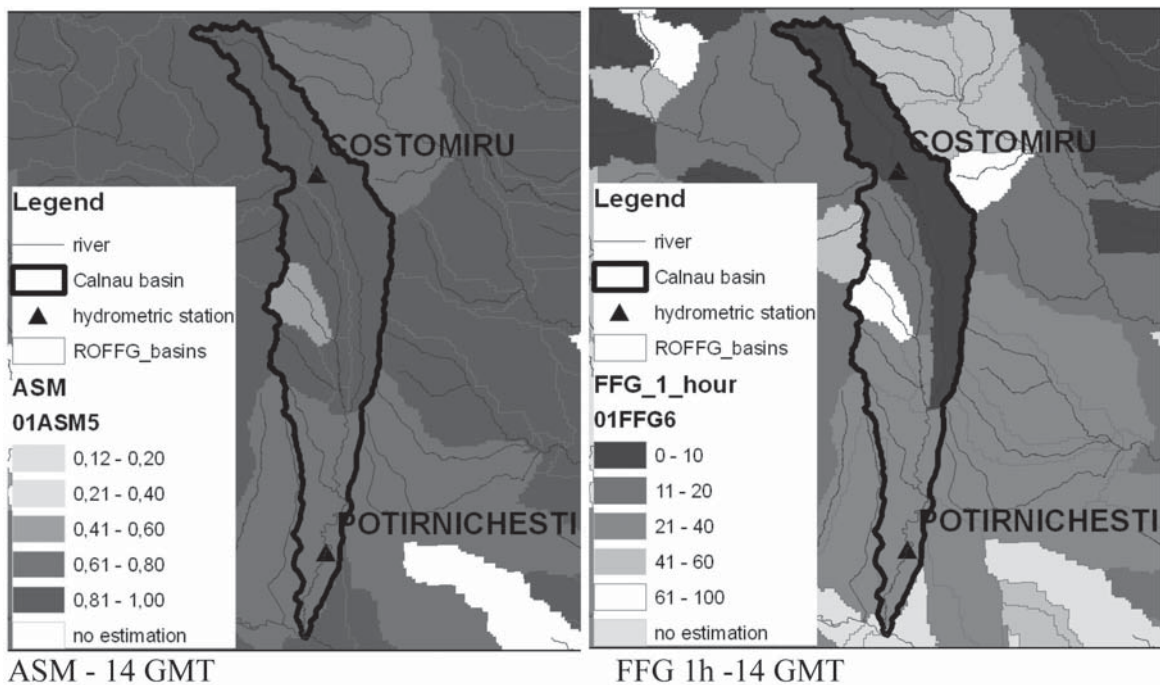 COSTOMIRU
Legend
river
Calnau basin
hydrometric station
ROFFG_basins
ASM
01ASM5
0,12 - 0,20
0,21 - 0,40
0,41 - 0,60
0,61 - 0,80
0,81 - 1,00
no estimation
POTIRNICHESTI
ASM - 14 GMT
COSTOMIRU
Legend
river
Calnau basin
hydrometric station
ROFFG_basins
FFG_1_hour
01FFG6
0 - 10
11 - 20
21 - 40
41 - 60
61 - 100
no estimation
POTIRNICHESTI
FFG 1h -14 GMT